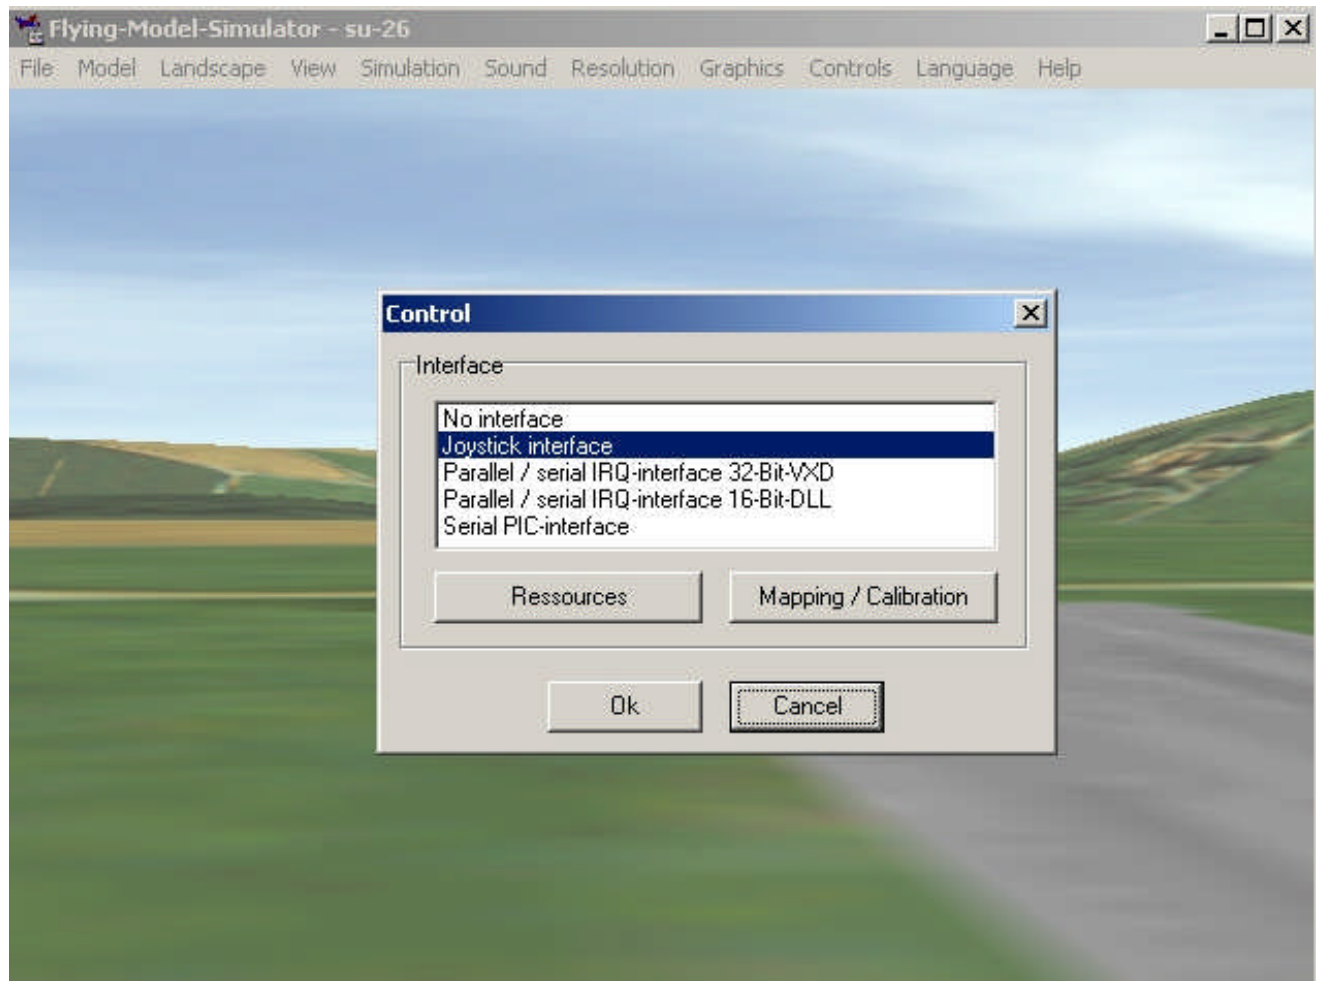 Flying-Model-Simulator - su-26
File Model Landscape View Simulation Sound Resolution Graphics Controls Language Help
Control
Interface
No interface
Joystick interface
Parallel / serial IRQ-interface 32-Bit-VXD
Parallel / serial IRQ-interface 16-Bit-DLL
Serial PIC-interface
Ressources Mapping / Calibration
Ok Cancel